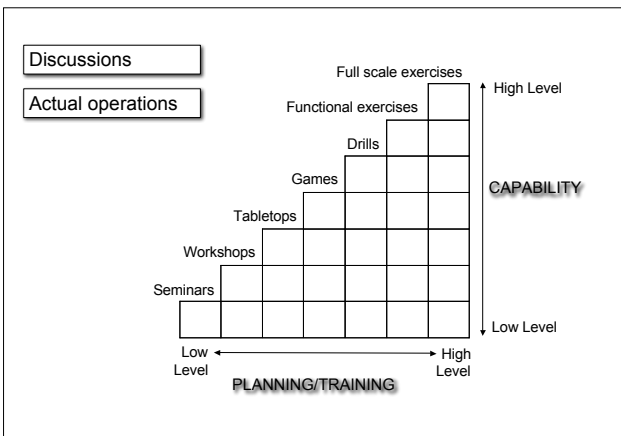 Discussions
Actual operations
Full scale exercises
High Level
Functional exercises
Drills
Games
CAPABILITY
Tabletops
Workshops
Seminars
Low Level
Low
Level
High
Level
PLANNING/TRAINING